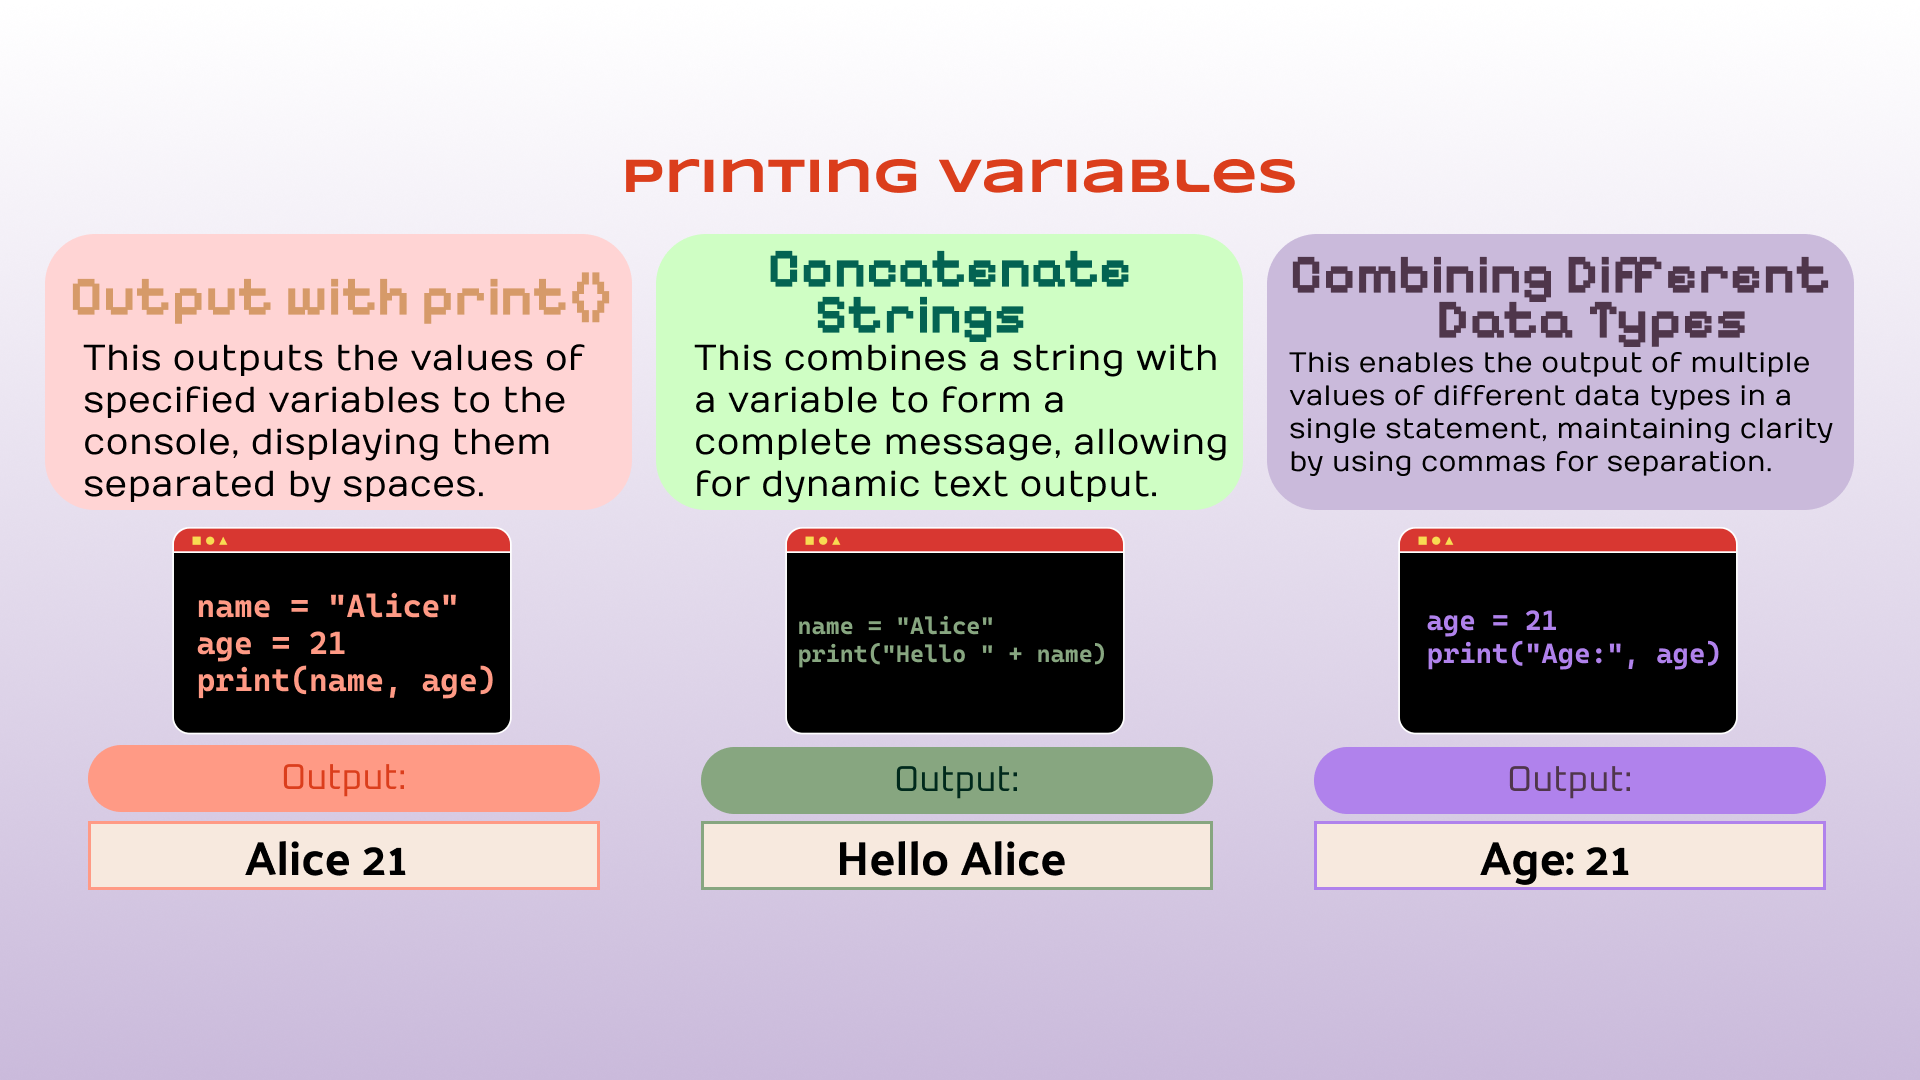 Printing Variables
Output with print()
This outputs the values of
specified variables to the
console, displaying them
separated by spaces.
name = "Alice"
age = 21
print(name, age)
Output:
Alice 21
Concatenate
Strings
This combines a string with
a variable to form a
complete message, allowing
for dynamic text output.
name = "Alice"
print("Hello " + name)
Output:
Hello Alice
Combining Different
Data Types
This enables the output of multiple
values of different data types in a
single statement, maintaining clarity
by using commas for separation.
age = 21
print("Age:", age)
Output:
Age: 21